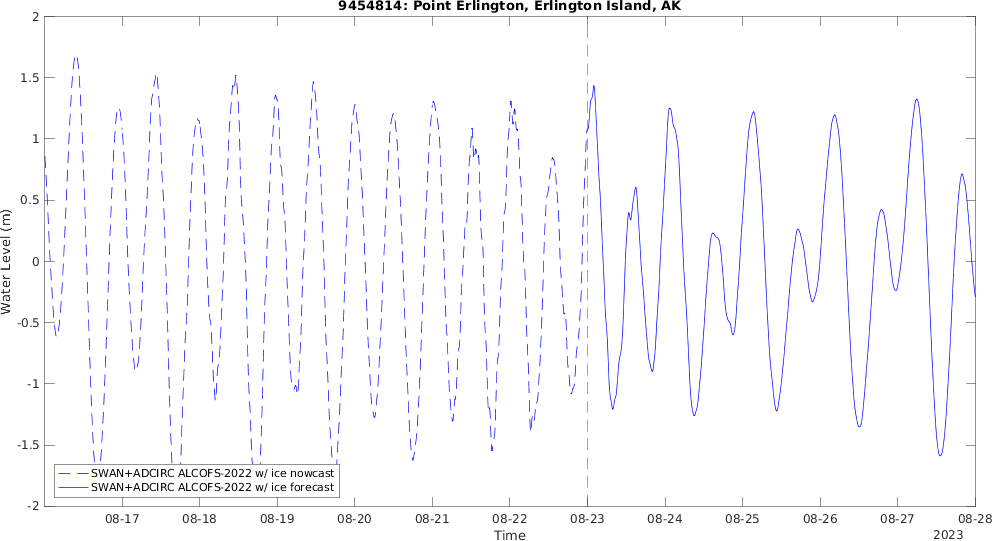 9454814: Point Erlington, Erlington Island, AK
2
1.5
1
0.5
0
-0.5
-1
-1.5
-2
Water Level (m)
SWAN+ADCIRC ALCOFS-2022 w/ ice nowcast
SWAN+ADCIRC ALCOFS-2022 w/ ice forecast
08-17 08-18 08-19 08-20 08-21 08-22 08-23 08-24 08-25 08-26 08-27 08-28
Time
2023